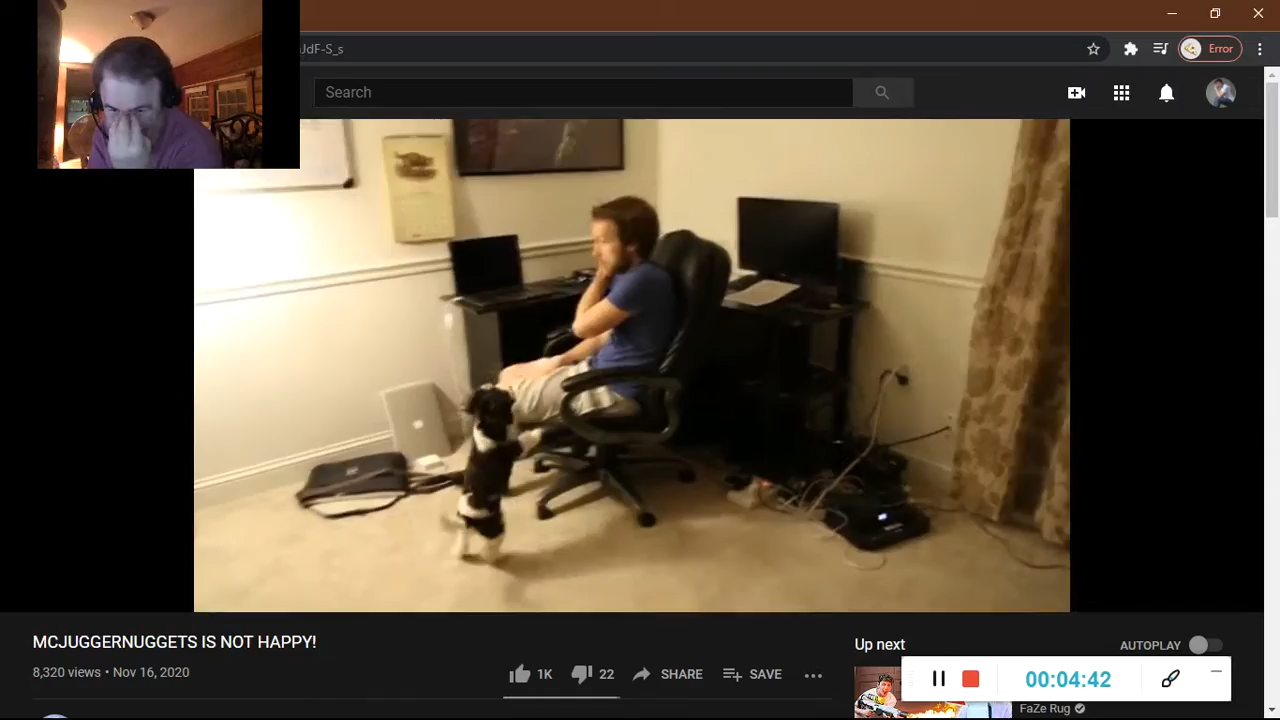 JdF-S_s
Error
Search
MCJUGGERNUGGETS IS NOT HAPPY!
8,320 views • Nov 16, 2020
1K
22
SHARE
SAVE
Up next
AUTOPLAY
00:04:42
FaZe Rug